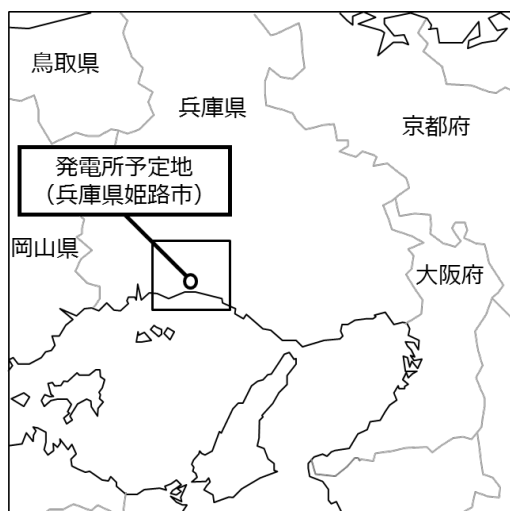 鳥取県
兵庫県
京都府
発電所予定地
（兵庫県姫路市）
岡山県
大阪府